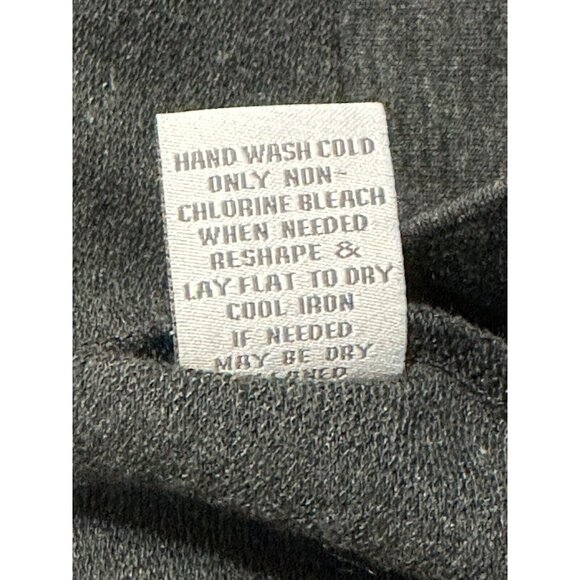 HAND WASH COLD
ONLY NON-
CHLORINE BLEACH
WHEN NEEDED
RESHAPE &
LAY FLAT TO DRY
COOL IRON
IF NEEDED
MAY BE DRY